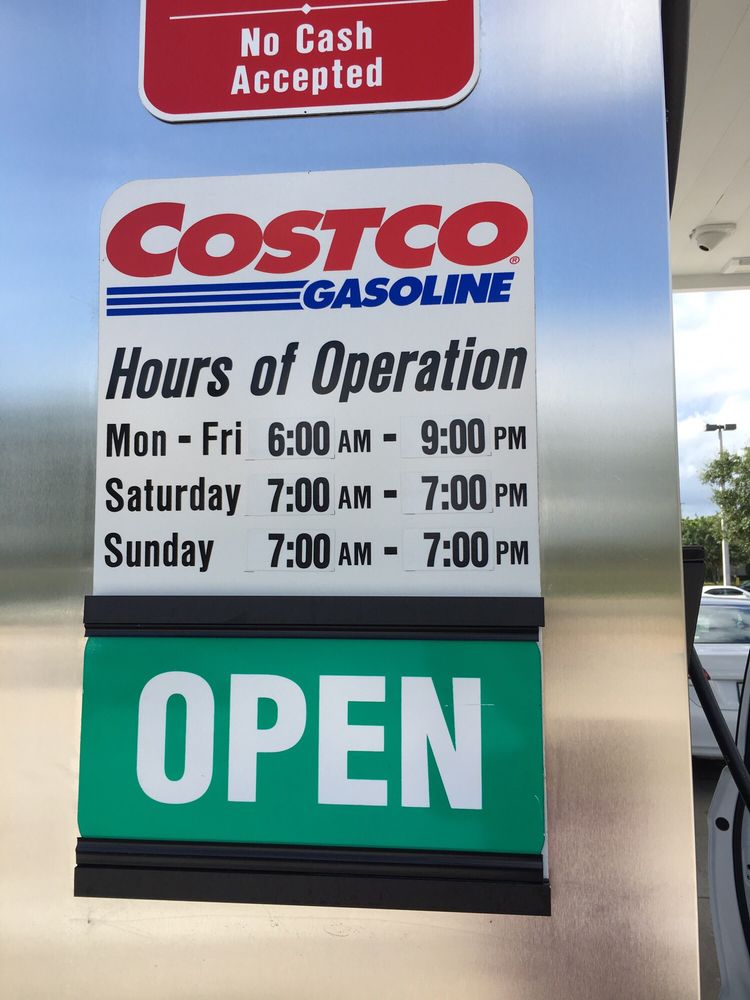 No Cash
Accepted
COSTCO®
GASOLINE
Hours of Operation
Mon - Fri 6:00 AM - 9:00 PM
Saturday 7:00 AM - 7:00 PM
Sunday 7:00 AM - 7:00 PM
OPEN